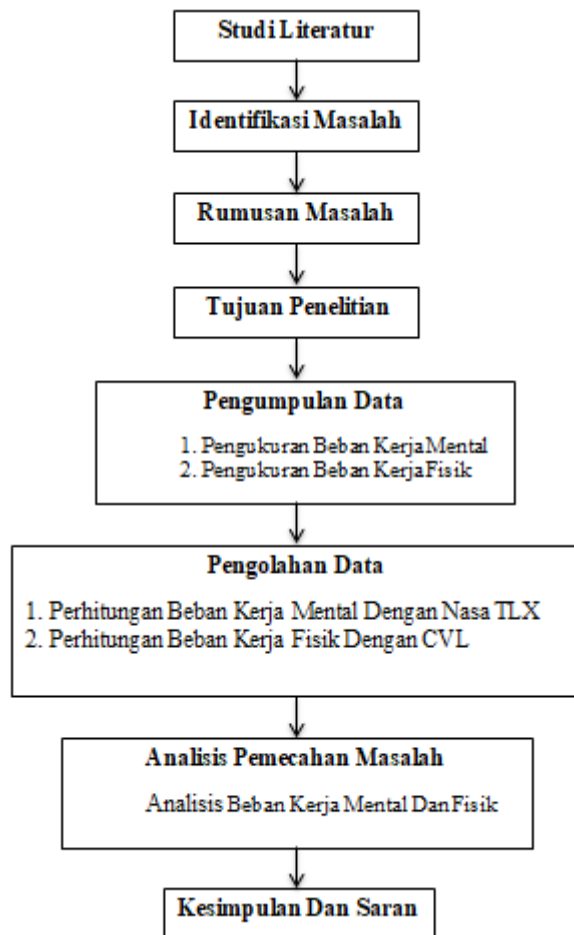 Studi Literatur
Identifikasi Masalah
Rumusan Masalah
Tujuan Penelitian
Pengumpulan Data
1. Pengukuran Beban Kerja Mental
2. Pengukuran Beban Kerja Fisik
Pengolahan Data
1. Perhitungan Beban Kerja Mental Dengan Nasa TLX
2. Perhitungan Beban Kerja Fisik Dengan CVL
Analisis Pemecahan Masalah
Analisis Beban Kerja Mental Dan Fisik
Kesimpulan Dan Saran